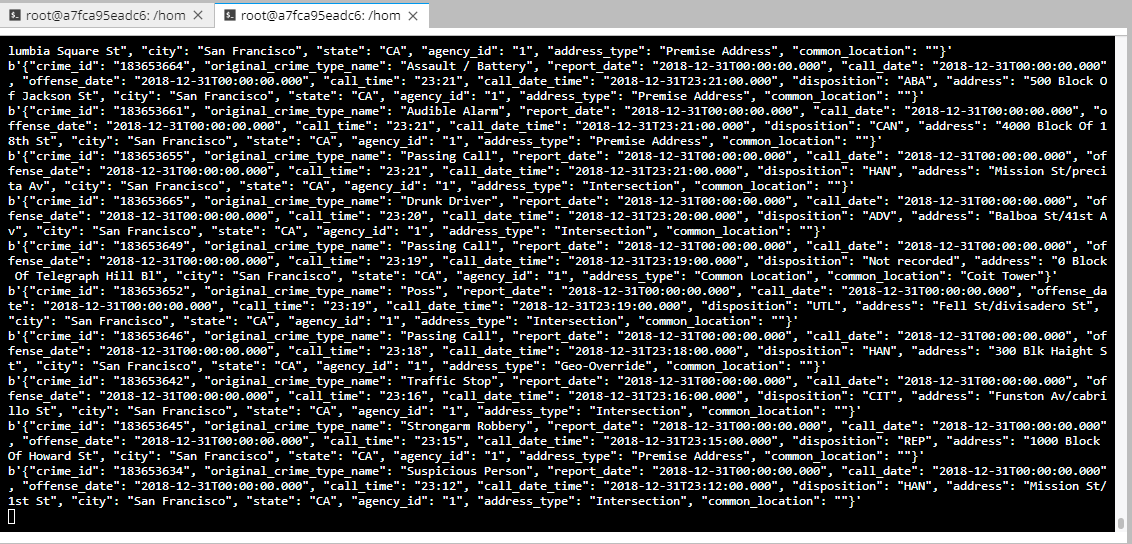 root@a7fca95eadc6: /hom ×
root@a7fca95eadc6: /hom ×
lumbia Square St", "city": "San Francisco", "state": "CA", "agency_id": "1", "address_type": "Premise Address", "common_location": ""}'
b'{"crime_id": "183653664", "original_crime_type_name": "Assault / Battery", "report_date": "2018-12-31T00:00:00.000", "call_date": "2018-12-31T00:00:00.000"
, "offense_date": "2018-12-31T00:00:00.000", "call_time": "23:21", "call_date_time": "2018-12-31T23:21:00.000", "disposition": "ABA", "address": "500 Block O
f Jackson St", "city": "San Francisco", "state": "CA", "agency_id": "1", "address_type": "Premise Address", "common_location": ""}'
b'{"crime_id": "183653661", "original_crime_type_name": "Audible Alarm", "report_date": "2018-12-31T00:00:00.000", "call_date": "2018-12-31T00:00:00.000", "o
ffense_date": "2018-12-31T00:00:00.000", "call_time": "23:21", "call_date_time": "2018-12-31T23:21:00.000", "disposition": "CAN", "address": "4000 Block Of 1
8th St", "city": "San Francisco", "state": "CA", "agency_id": "1", "address_type": "Premise Address", "common_location": ""}'
b'{"crime_id": "183653655", "original_crime_type_name": "Passing Call", "report_date": "2018-12-31T00:00:00.000", "call_date": "2018-12-31T00:00:00.000", "of
fense_date": "2018-12-31T00:00:00.000", "call_time": "23:21", "call_date_time": "2018-12-31T23:21:00.000", "disposition": "HAN", "address": "Mission St/preci
ta Av", "city": "San Francisco", "state": "CA", "agency_id": "1", "address_type": "Intersection", "common_location": ""}'
b'{"crime_id": "183653665", "original_crime_type_name": "Drunk Driver", "report_date": "2018-12-31T00:00:00.000", "call_date": "2018-12-31T00:00:00.000", "of
fense_date": "2018-12-31T00:00:00.000", "call_time": "23:20", "call_date_time": "2018-12-31T23:20:00.000", "disposition": "ADV", "address": "Balboa St/41st A
v", "city": "San Francisco", "state": "CA", "agency_id": "1", "address_type": "Intersection", "common_location": ""}'
b'{"crime_id": "183653649", "original_crime_type_name": "Passing Call", "report_date": "2018-12-31T00:00:00.000", "call_date": "2018-12-31T00:00:00.000", "of
fense_date": "2018-12-31T00:00:00.000", "call_time": "23:19", "call_date_time": "2018-12-31T23:19:00.000", "disposition": "Not recorded", "address": "0 Block
 Of Telegraph Hill Bl", "city": "San Francisco", "state": "CA", "agency_id": "1", "address_type": "Common Location", "common_location": "Coit Tower"}'
b'{"crime_id": "183653652", "original_crime_type_name": "Poss", "report_date": "2018-12-31T00:00:00.000", "call_date": "2018-12-31T00:00:00.000", "offense_da
te": "2018-12-31T00:00:00.000", "call_time": "23:19", "call_date_time": "2018-12-31T23:19:00.000", "disposition": "UTL", "address": "Fell St/divisadero St",
"city": "San Francisco", "state": "CA", "agency_id": "1", "address_type": "Intersection", "common_location": ""}'
b'{"crime_id": "183653646", "original_crime_type_name": "Passing Call", "report_date": "2018-12-31T00:00:00.000", "call_date": "2018-12-31T00:00:00.000", "of
fense_date": "2018-12-31T00:00:00.000", "call_time": "23:18", "call_date_time": "2018-12-31T23:18:00.000", "disposition": "HAN", "address": "300 Blk Height S
t", "city": "San Francisco", "state": "CA", "agency_id": "1", "address_type": "Geo-Override", "common_location": ""}'
b'{"crime_id": "183653642", "original_crime_type_name": "Traffic Stop", "report_date": "2018-12-31T00:00:00.000", "call_date": "2018-12-31T00:00:00.000", "of
fense_date": "2018-12-31T00:00:00.000", "call_time": "23:16", "call_date_time": "2018-12-31T23:16:00.000", "disposition": "CIT", "address": "Funston Av/cabri
llo St", "city": "San Francisco", "state": "CA", "agency_id": "1", "address_type": "Intersection", "common_location": ""}'
b'{"crime_id": "183653645", "original_crime_type_name": "Strongarm Robbery", "report_date": "2018-12-31T00:00:00.000", "call_date": "2018-12-31T00:00:00.000"
, "offense_date": "2018-12-31T00:00:00.000", "call_time": "23:15", "call_date_time": "2018-12-31T23:15:00.000", "disposition": "REP", "address": "1000 Block
Of Howard St", "city": "San Francisco", "state": "CA", "agency_id": "1", "address_type": "Premise Address", "common_location": ""}'
b'{"crime_id": "183653634", "original_crime_type_name": "Suspicious Person", "report_date": "2018-12-31T00:00:00.000", "call_date": "2018-12-31T00:00:00.000"
, "offense_date": "2018-12-31T00:00:00.000", "call_time": "23:12", "call_date_time": "2018-12-31T23:12:00.000", "disposition": "HAN", "address": "Mission St/
1st St", "city": "San Francisco", "state": "CA", "agency_id": "1", "address_type": "Intersection", "common_location": ""}'